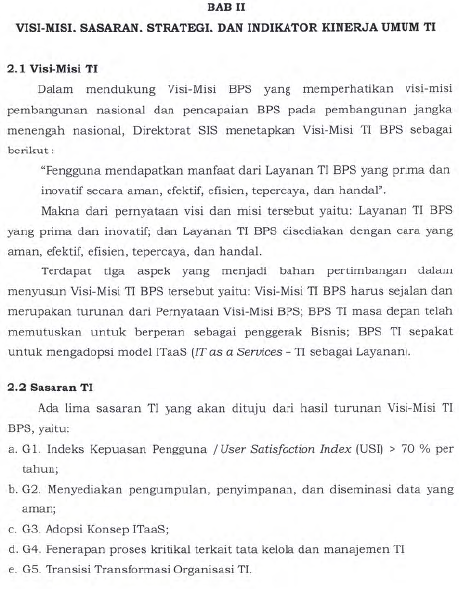 BAB II
VISI-MISI, SASARAN, STRATEGI, DAN INDIKATOR KINERJA UMUM TI
2.1 Visi-Misi TI
Dalam mendukung Visi-Misi BPS yang memperhatikan visi-misi
pembangunan nasional dan pencapaian BPS pada pembangunan jangka
menengah nasional, Direktorat SIS menetapkan Visi-Misi TI BPS sebagai
berikut :
"Pengguna mendapatkan manfaat dari Layanan TI BPS yang prima dan
inovatif secara aman, efektif, efisien, tepercaya, dan handal".
Makna dari pernyataan visi dan misi tersebut yaitu: Layanan TI BPS
yang prima dan inovatif; dan Layanan TI BPS disediakan dengan cara yang
aman, efektif, efisien, tepercaya, dan handal.
Terdapat tiga aspek yang menjadi bahan pertimbangan dalam
menyusun Visi-Misi TI BPS tersebut yaitu: Visi-Misi TI BPS harus sejalan dan
merupakan turunan dari Pernyataan Visi-Misi BPS; BPS TI masa depan telah
memutuskan untuk berperan sebagai penggerak Bisnis; BPS TI sepakat
untuk mengadopsi model ITaaS (IT as a Services – TI sebagai Layanan).
2.2 Sasaran TI
Ada lima sasaran TI yang akan dituju dari hasil turunan Visi-Misi TI
BPS, yaitu:
a. G1. Indeks Kepuasan Pengguna / User Satisfaction Index (USI) > 70 % per
tahun;
b. G2. Menyediakan pengumpulan, penyimpanan, dan diseminasi data yang
aman;
c. G3. Adopsi Konsep ITaaS;
d. G4. Penerapan proses kritikal terkait tata kelola dan manajemen TI
e. G5. Transisi Transformasi Organisasi TI.